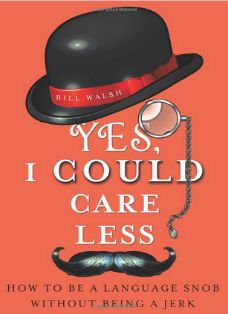 BILL WALSH
YES,
I COULD
CARE
LESS
HOW TO BE A LANGUAGE SNOB
WITHOUT BEING A JERK